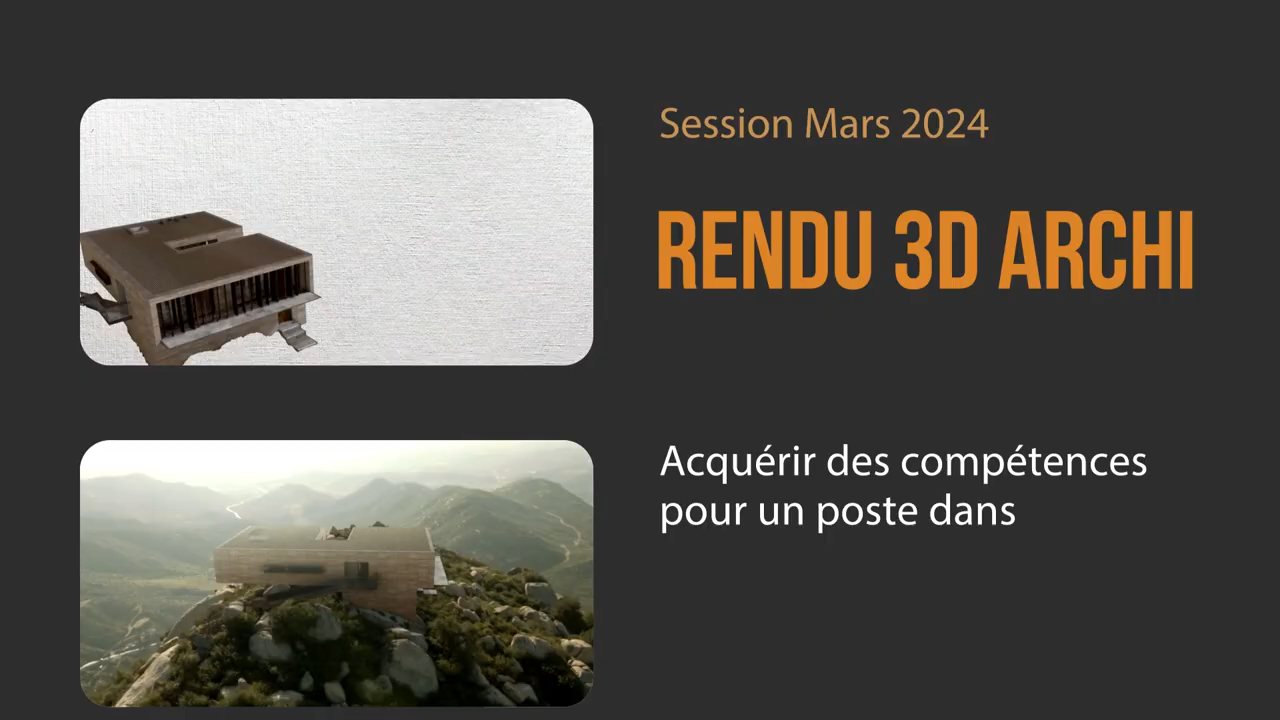 Session Mars 2024
RENDU 3D ARCHI
Acquérir des compétences
pour un poste dans